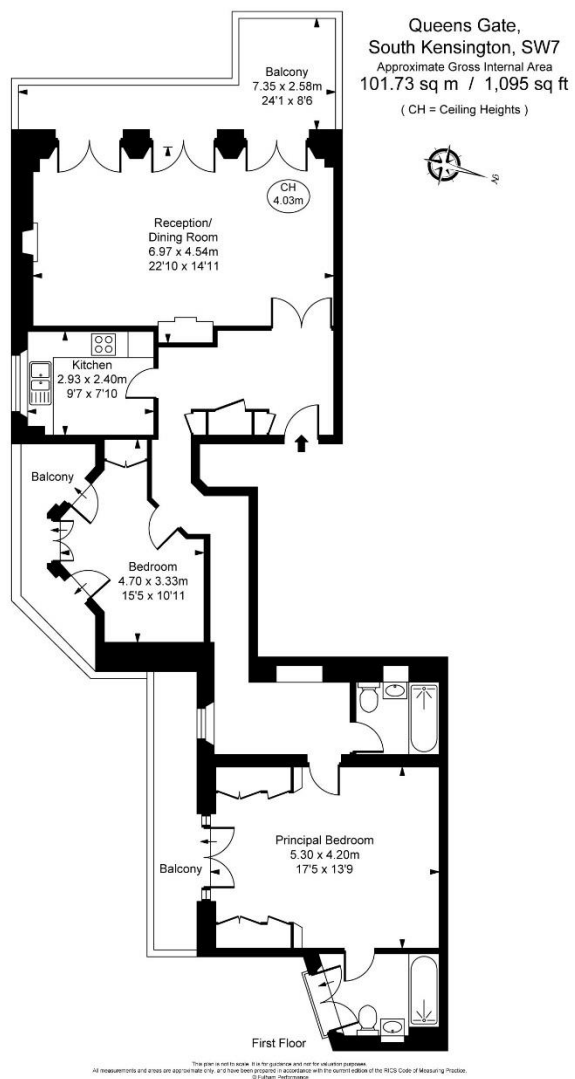 Queens Gate,
South Kensington, SW7
Approximate Gross Internal Area
101.73 sq m / 1,095 sq ft
( CH = Ceiling Heights )
N
Balcony
7.35 x 2.58m
24'1 x 8'6
CH
4.03m
Reception/
Dining Room
6.97 x 4.54m
22'10 x 14'11
Kitchen
2.93 x 2.40m
9'7 x 7'10
Balcony
Bedroom
4.70 x 3.33m
15'5 x 10'11
Principal Bedroom
5.30 x 4.20m
17'5 x 13'9
Balcony
First Floor
This plan is not to scale. It is for guidance and not for valuation purposes.
All measurements and areas are approximate only, and have been prepared in accordance with the current edition of the RICS Code of Measuring Practice.
© Fulham Performance